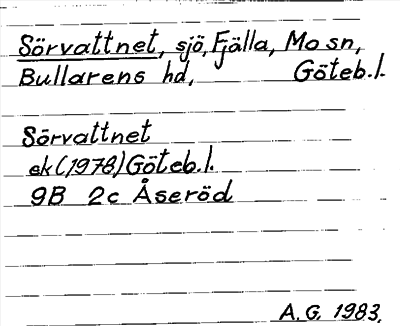 Sörvattnet, sjö, Fjälla, Mo sn,
Bullarens hd, Göteb.l.
Sörvattnet
ek (1978) Göteb.l.
9B 2c Åseröd
A.G. 1983.